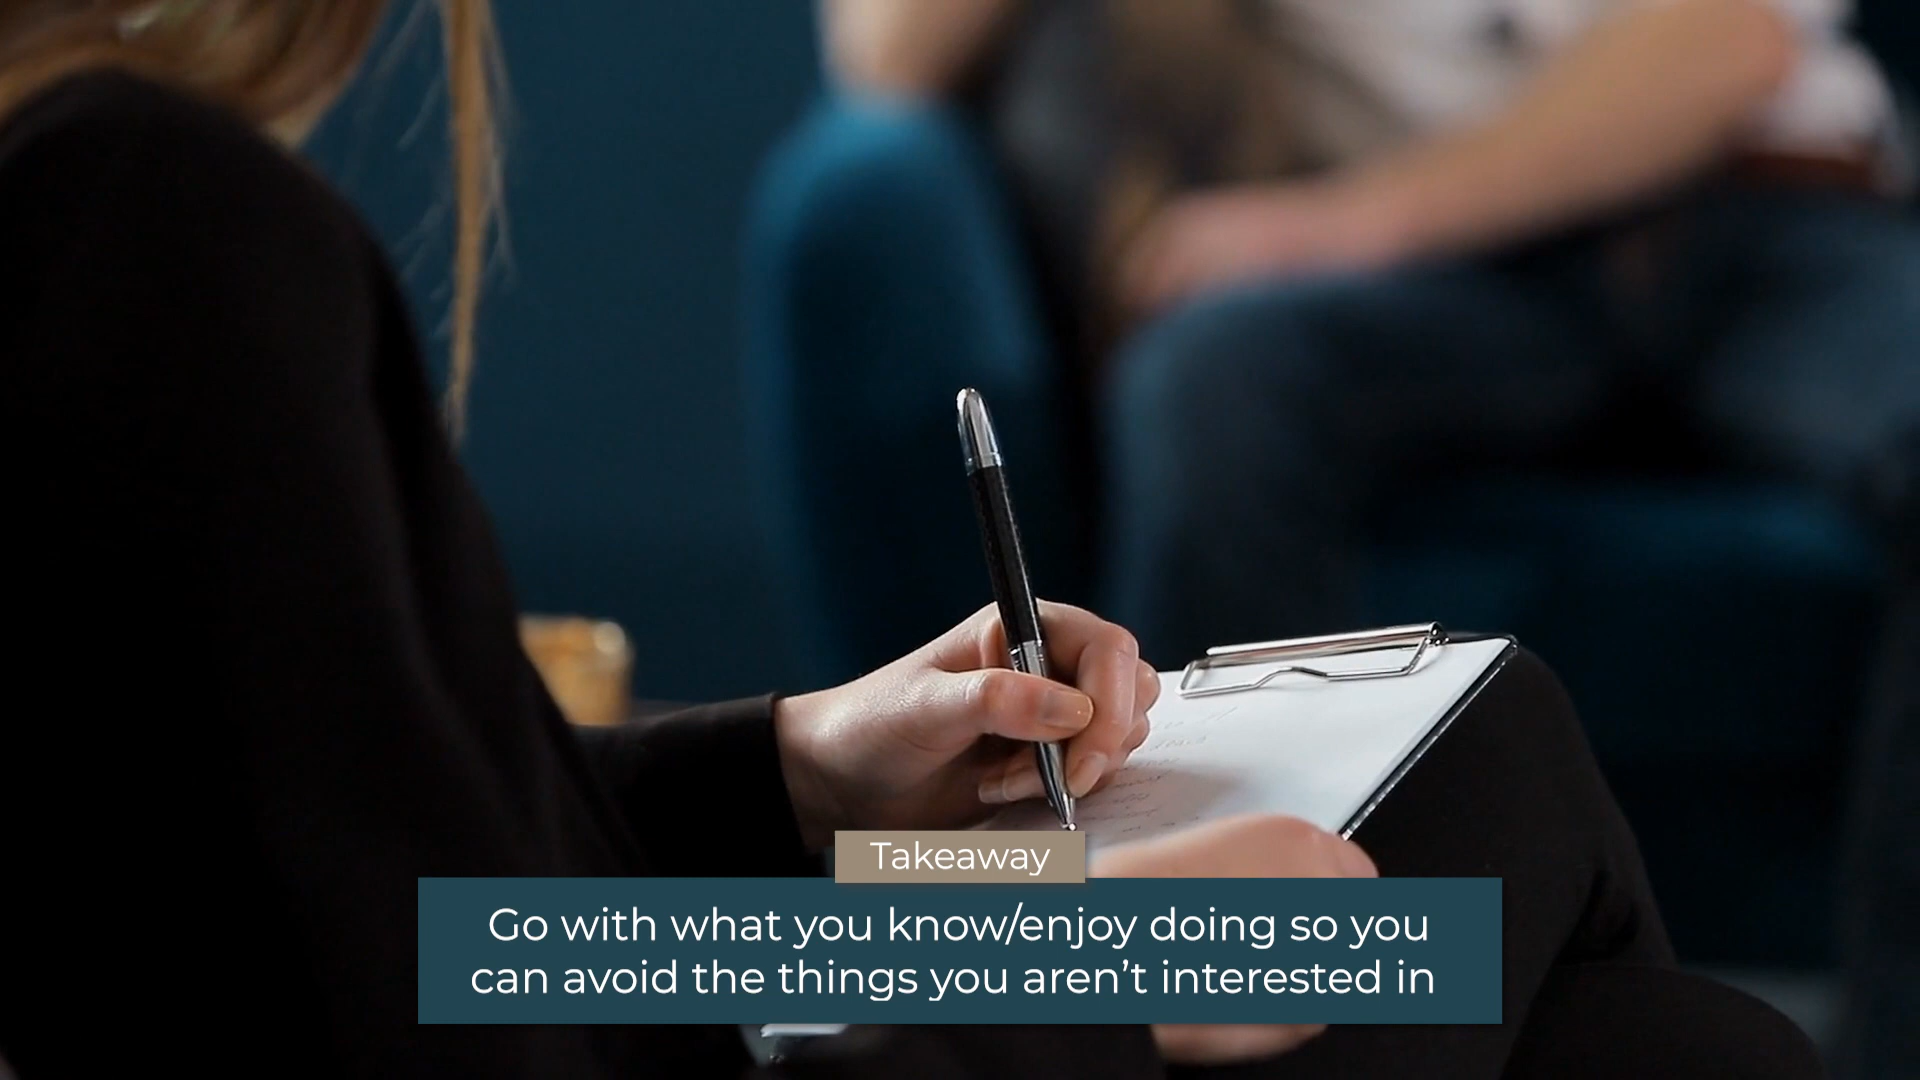 Takeaway
Go with what you know/enjoy doing so you
can avoid the things you aren’t interested in